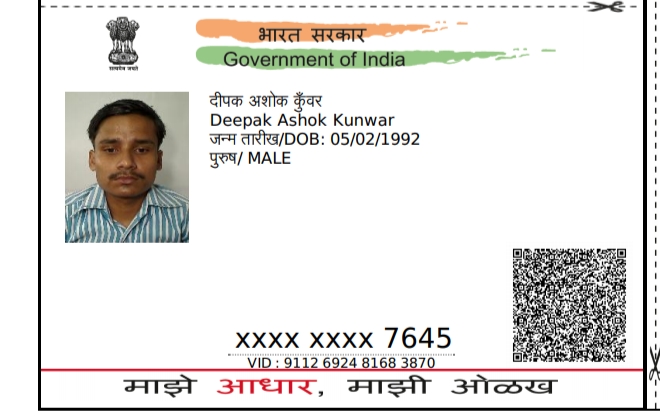 भारत सरकार
Government of India
सत्यमेव जयते
दीपक अशोक कुँवर
Deepak Ashok Kunwar
जन्म तारीख/DOB: 05/02/1992
पुरुष/ MALE
xxxx xxxx 7645
VID : 9112 6924 8168 3870
माझे आधार, माझी ओळख